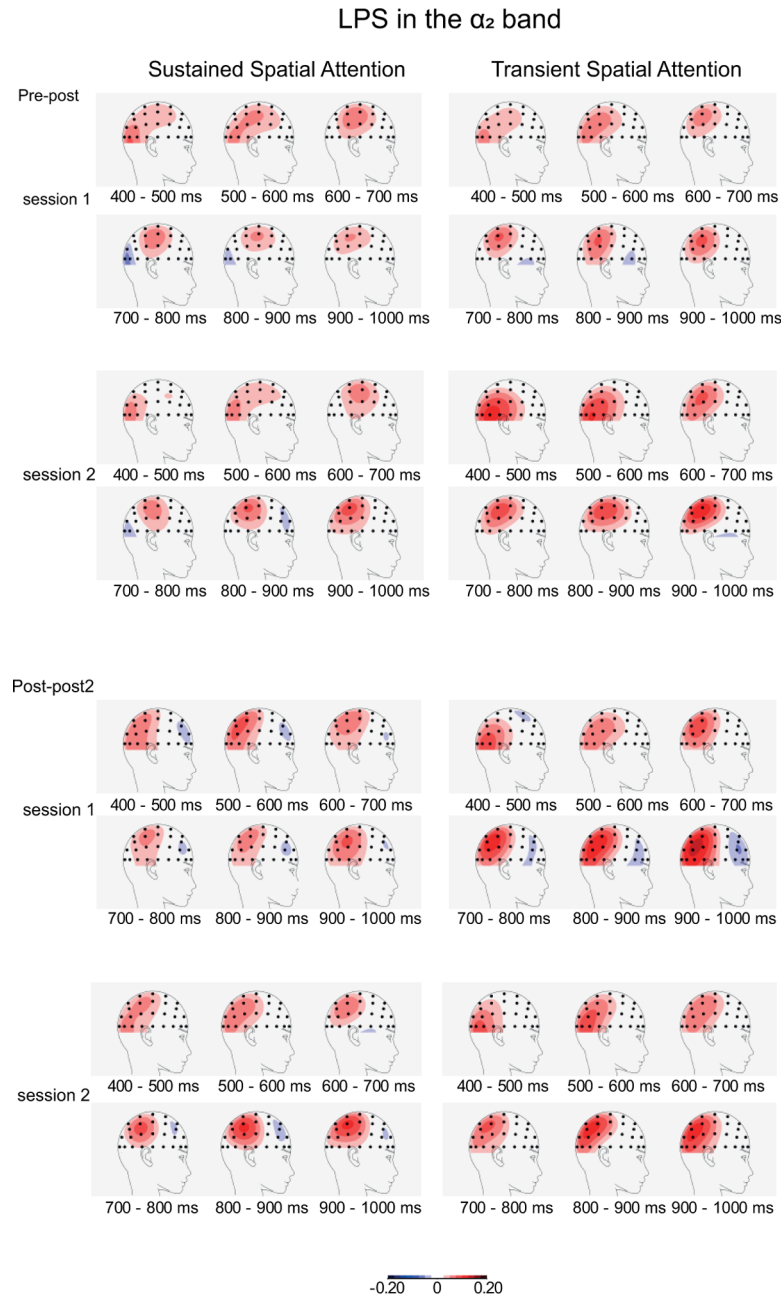 LPS in the α₂ band
Sustained Spatial Attention
Transient Spatial Attention
Pre-post
session 1
400 - 500 ms 500 - 600 ms 600 - 700 ms 400 - 500 ms 500 - 600 ms 600 - 700 ms
700 - 800 ms 800 - 900 ms 900 - 1000 ms 700 - 800 ms 800 - 900 ms 900 - 1000 ms
session 2
400 - 500 ms 500 - 600 ms 600 - 700 ms 400 - 500 ms 500 - 600 ms 600 - 700 ms
700 - 800 ms 800 - 900 ms 900 - 1000 ms 700 - 800 ms 800 - 900 ms 900 - 1000 ms
Post-post2
session 1
400 - 500 ms 500 - 600 ms 600 - 700 ms 400 - 500 ms 500 - 600 ms 600 - 700 ms
700 - 800 ms 800 - 900 ms 900 - 1000 ms 700 - 800 ms 800 - 900 ms 900 - 1000 ms
session 2
400 - 500 ms 500 - 600 ms 600 - 700 ms 400 - 500 ms 500 - 600 ms 600 - 700 ms
700 - 800 ms 800 - 900 ms 900 - 1000 ms 700 - 800 ms 800 - 900 ms 900 - 1000 ms
-0.20 0 0.20